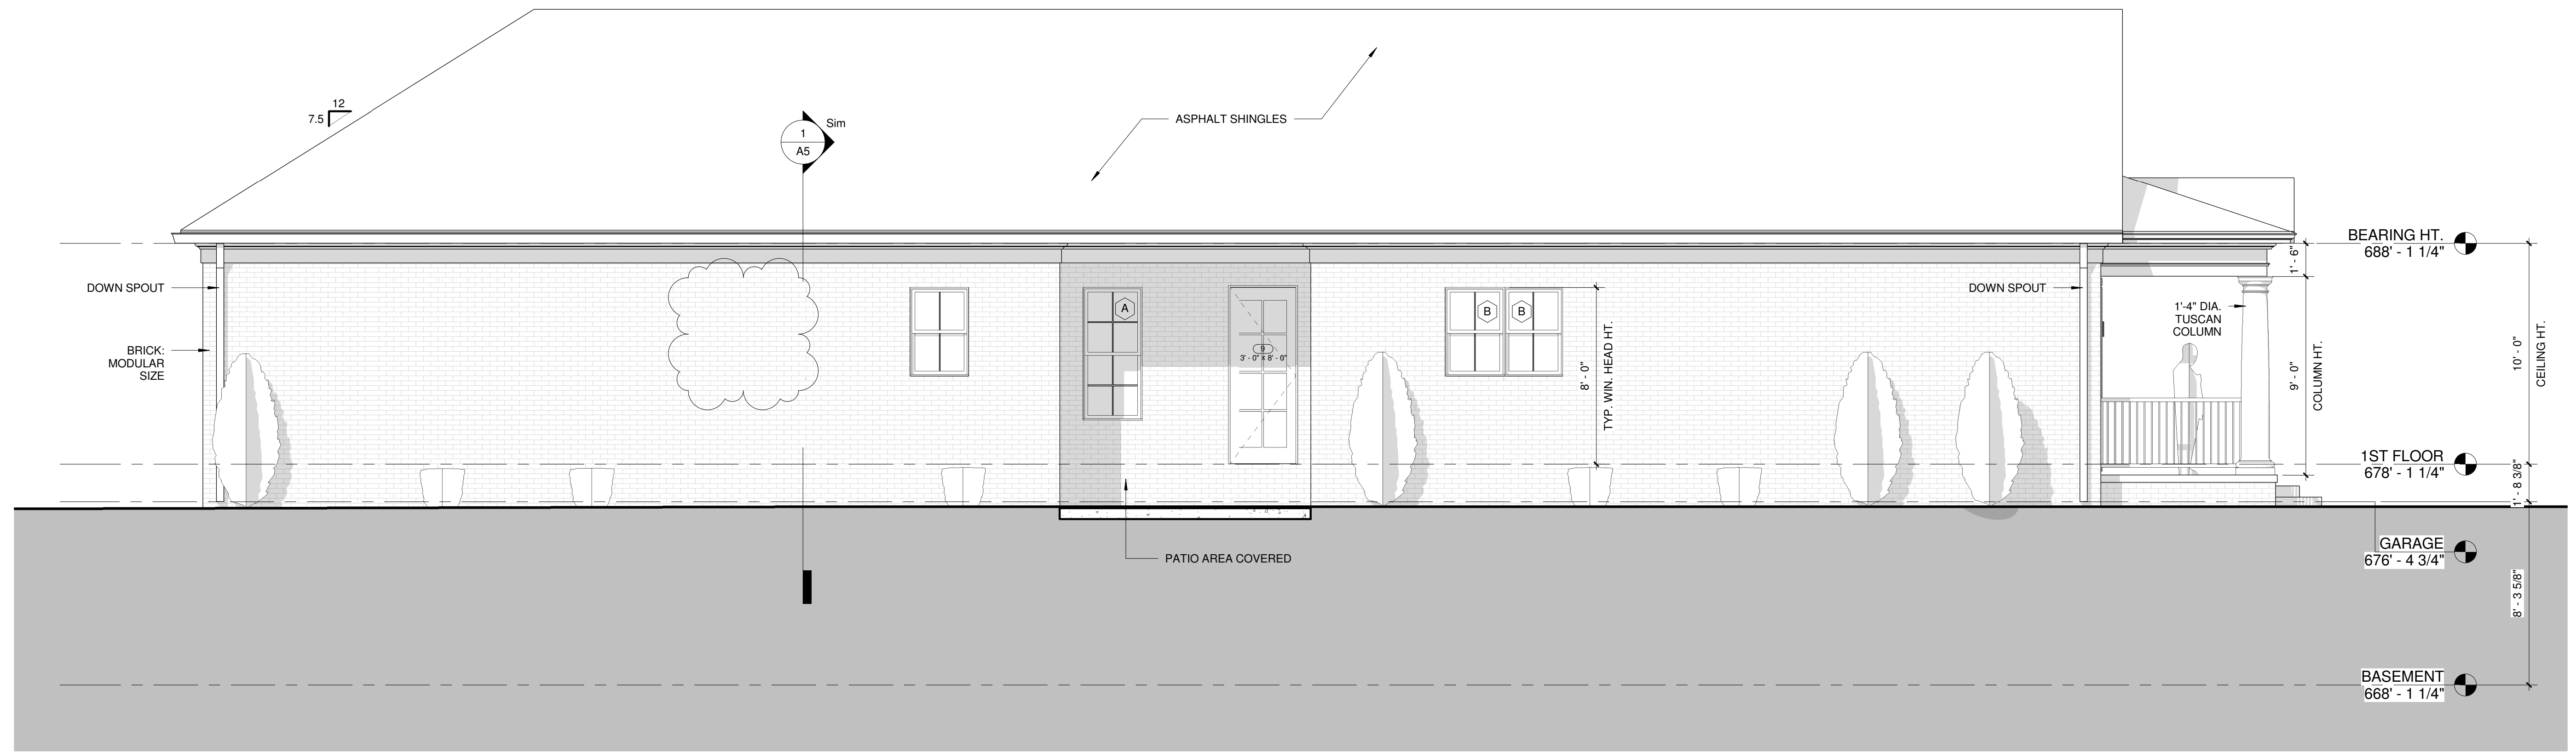 12
7.5
1
A5
Sim
ASPHALT SHINGLES
BEARING HT.
688' - 1 1/4"
1' - 6"
DOWN SPOUT
DOWN SPOUT
A
B
B
1'-4" DIA.
TUSCAN
COLUMN
BRICK:
MODULAR
SIZE
9
3' - 0" x 8' - 0"
8' - 0"
TYP. WIN. HEAD HT.
9' - 0"
COLUMN HT.
10' - 0"
CEILING HT.
1ST FLOOR
678' - 1 1/4"
1' - 8 3/8"
PATIO AREA COVERED
GARAGE
676' - 4 3/4"
8' - 3 5/8"
BASEMENT
668' - 1 1/4"